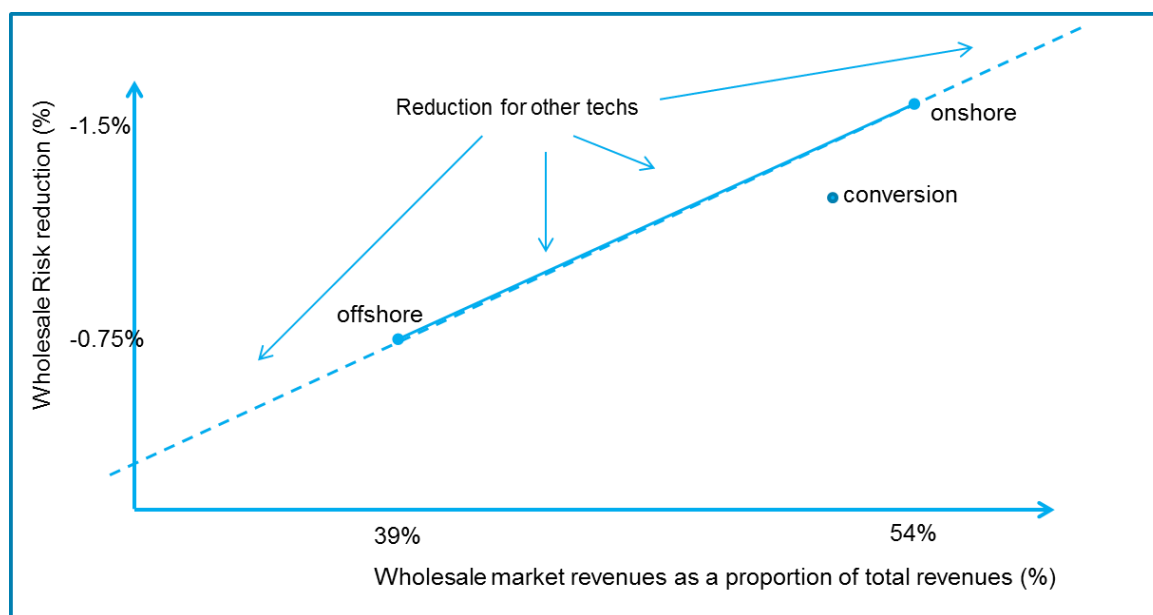 Wholesale Risk reduction (%)
-1.5%
-0.75%
Reduction for other techs
onshore
conversion
offshore
39%
54%
Wholesale market revenues as a proportion of total revenues (%)